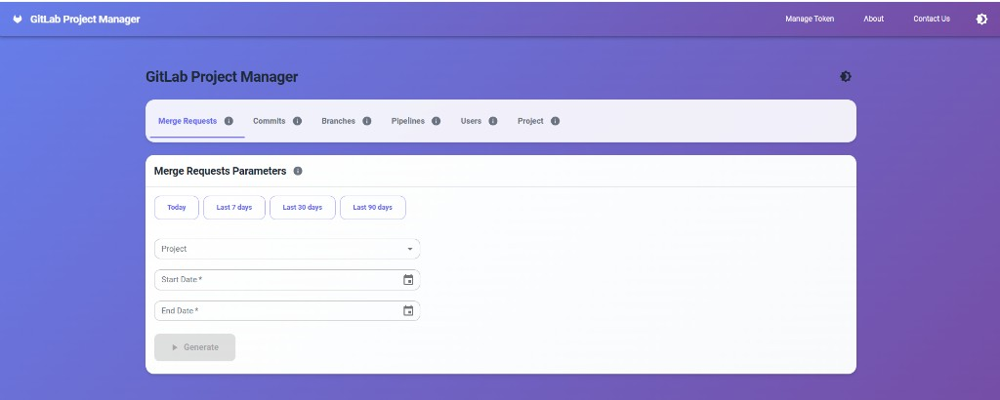 GitLab Project Manager Manage Token About Contact Us
GitLab Project Manager
Merge Requests Commits Branches Pipelines Users Project
Merge Requests Parameters
Today Last 7 days Last 30 days Last 90 days
Project
Start Date *
End Date *
Generate